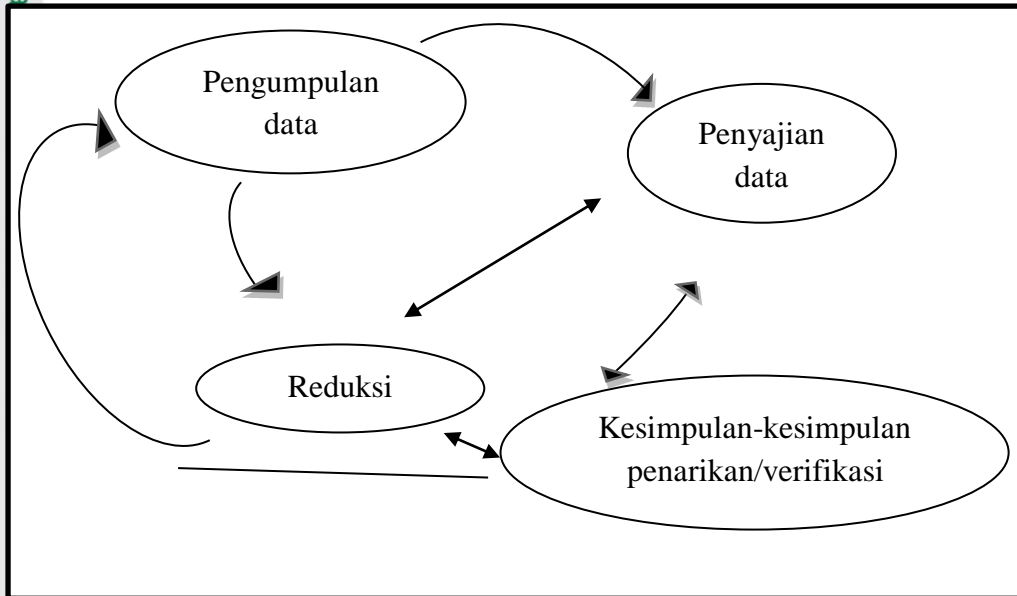 Pengumpulan
data
Penyajian
data
Reduksi
Kesimpulan-kesimpulan
penarikan/verifikasi